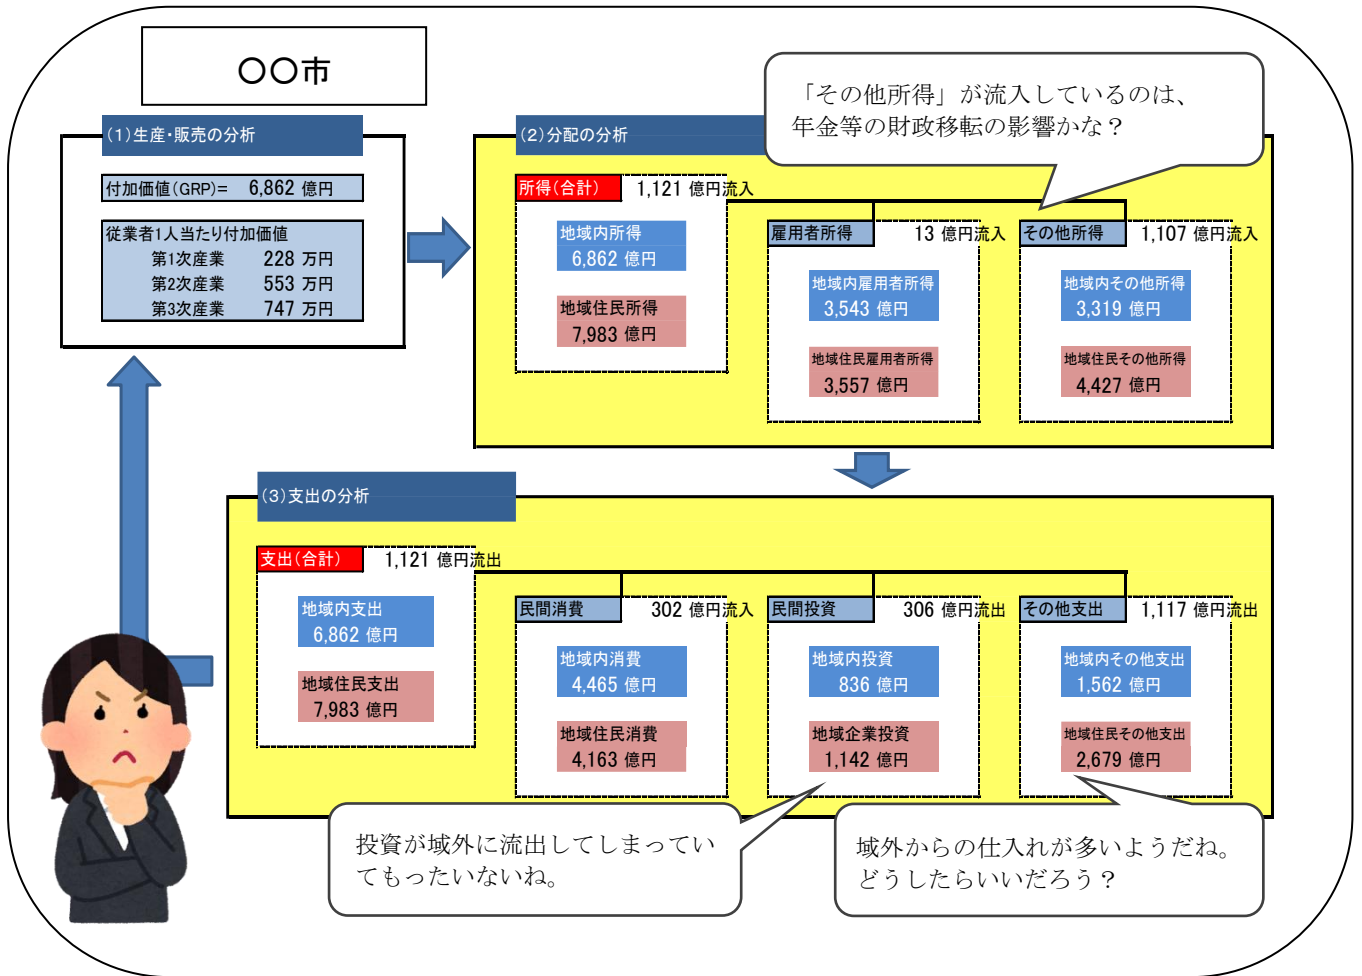 〇〇市
「その他所得」が流入しているのは、
年金等の財政移転の影響かな？
(1)生産・販売の分析
付加価値(GRP)= 6,862 億円
従業者1人当たり付加価値
第1次産業 228 万円
第2次産業 553 万円
第3次産業 747 万円
(2)分配の分析
所得(合計) 1,121 億円流入
地域内所得
6,862 億円
地域住民所得
7,983 億円
雇用者所得 13 億円流入
地域内雇用者所得
3,543 億円
地域住民雇用者所得
3,557 億円
その他所得 1,107 億円流入
地域内その他所得
3,319 億円
地域住民その他所得
4,427 億円
(3)支出の分析
支出(合計) 1,121 億円流出
地域内支出
6,862 億円
地域住民支出
7,983 億円
民間消費 302 億円流入
地域内消費
4,465 億円
地域住民消費
4,163 億円
民間投資 306 億円流出
地域内投資
836 億円
地域企業投資
1,142 億円
その他支出 1,117 億円流出
地域内その他支出
1,562 億円
地域住民その他支出
2,679 億円
投資が域外に流出してしまってい
てもったいないね。
域外からの仕入れが多いようだね。
どうしたらいいだろう？